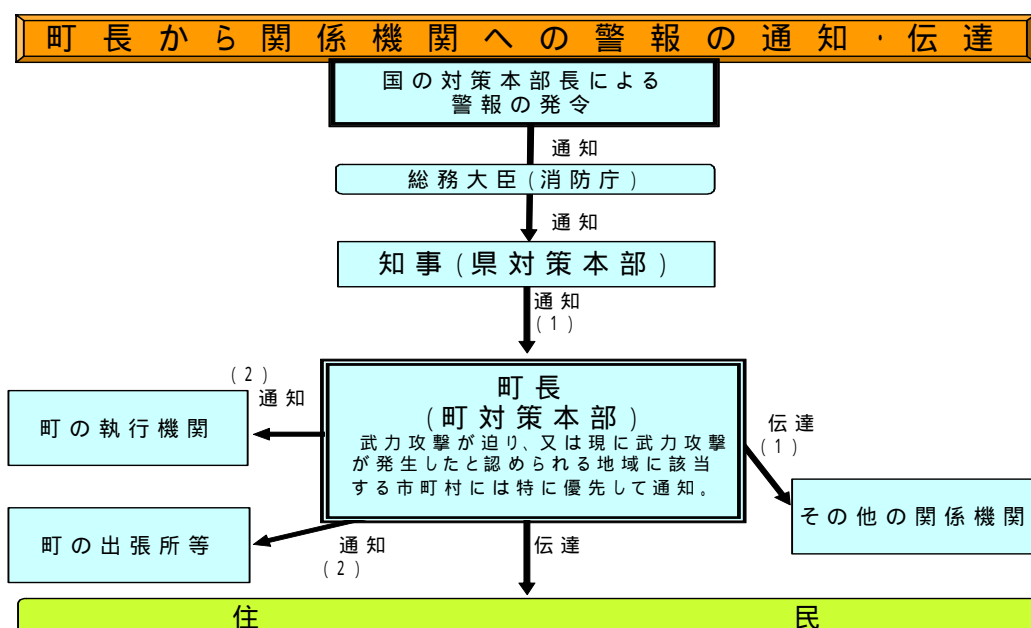 町長から関係機関への警報の通知・伝達
国の対策本部長による
警報の発令
通知
総務大臣(消防庁)
通知
知事(県対策本部)
通知
(1)
(2)
通知
町の執行機関
町長
(町対策本部)
武力攻撃が迫り、又は現に武力攻撃
が発生したと認められる地域に該当
する市町村には特に優先して通知。
伝達
(1)
その他の関係機関
町の出張所等
通知
(2)
伝達
住民